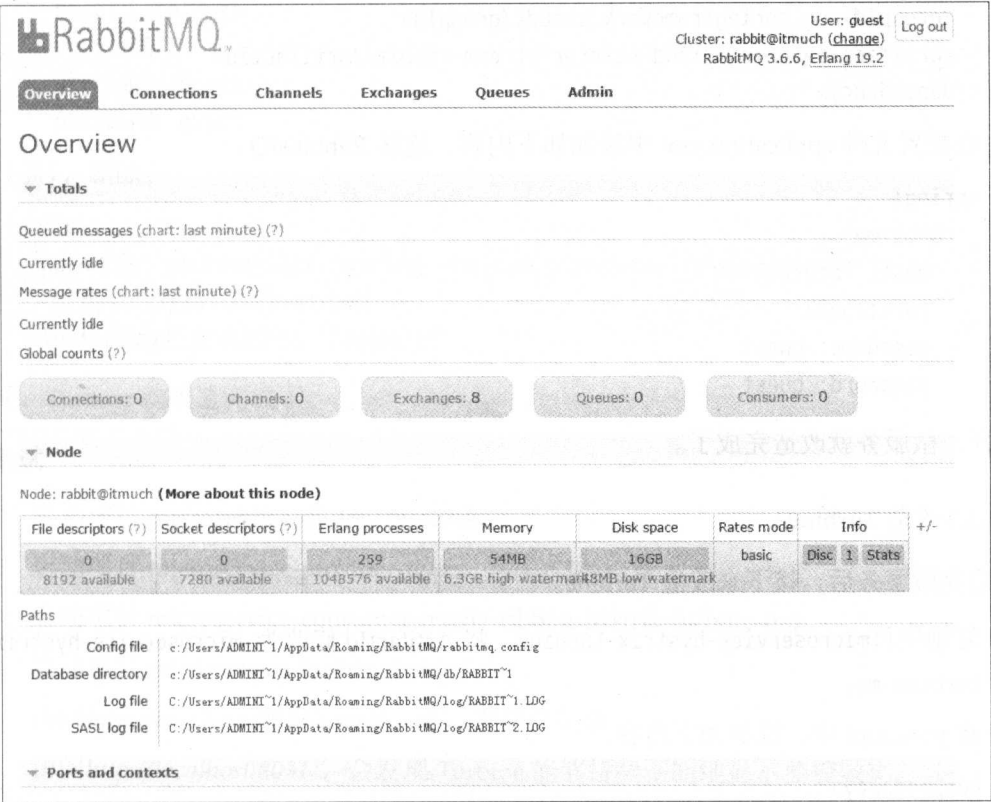 RabbitMQ
User: guest
Log out
Cluster: rabbit@itmuch (change)
RabbitMQ 3.6.6, Erlang 19.2
Overview Connections Channels Exchanges Queues Admin
Overview
Totals
Queued messages (chart: last minute) (?)
Currently idle
Message rates (chart: last minute) (?)
Currently idle
Global counts (?)
Connections: 0 Channels: 0 Exchanges: 8 Queues: 0 Consumers: 0
Node
Node: rabbit@itmuch (More about this node)
File descriptors (?) Socket descriptors (?) Erlang processes Memory Disk space Rates mode Info +/-
0 0 259 54MB 16GB basic Disc 1 Stats
8192 available 7280 available 1048576 available 6.3GB high watermark 48MB low watermark
Paths
Config file c:/Users/ADMINI~1/AppData/Roaming/RabbitMQ/rabbitmq.config
Database directory c:/Users/ADMINI~1/AppData/Roaming/RabbitMQ/db/RABBIT~1
Log file C:/Users/ADMINI~1/AppData/Roaming/RabbitMQ/log/RABBIT~1.LOG
SASL log file C:/Users/ADMINI~1/AppData/Roaming/RabbitMQ/log/RABBIT~2.LOG
Ports and contexts